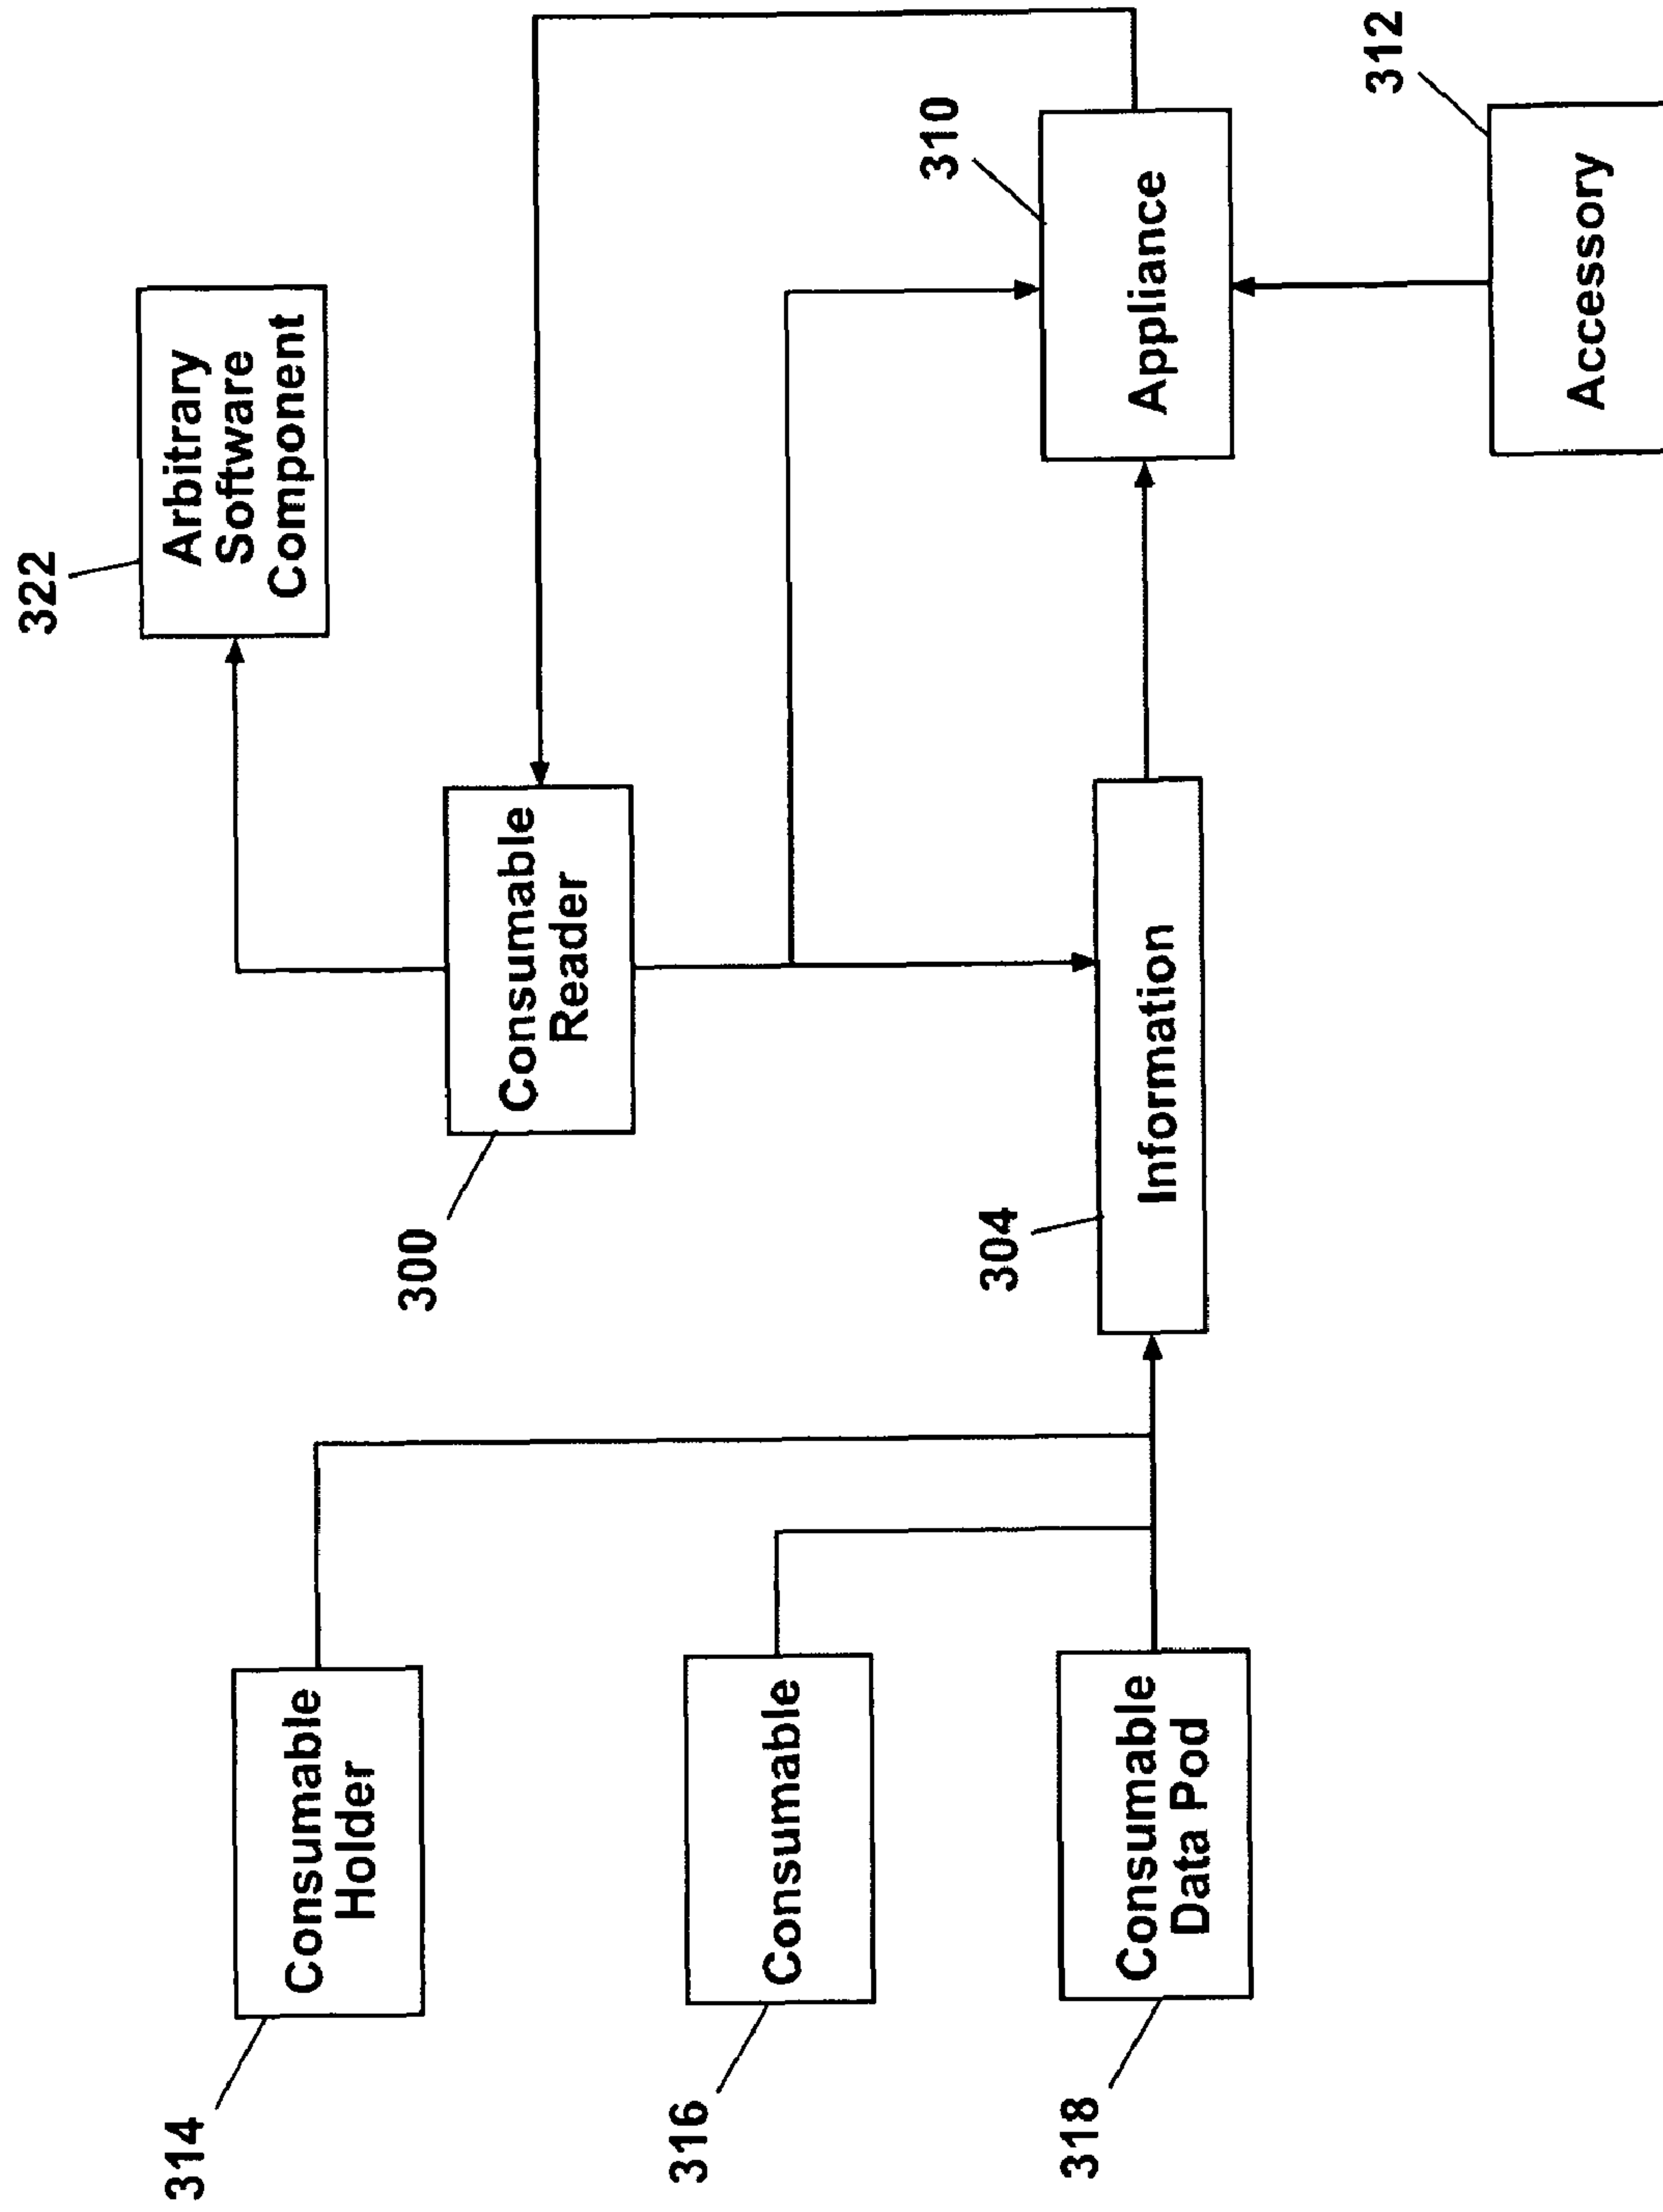 322
Arbitrary
Software
Component
314
Consumable
Holder
300
Consumable
Reader
316
Consumable
310
Appliance
304
Information
318
Consumable
Data Pod
312
Accessory